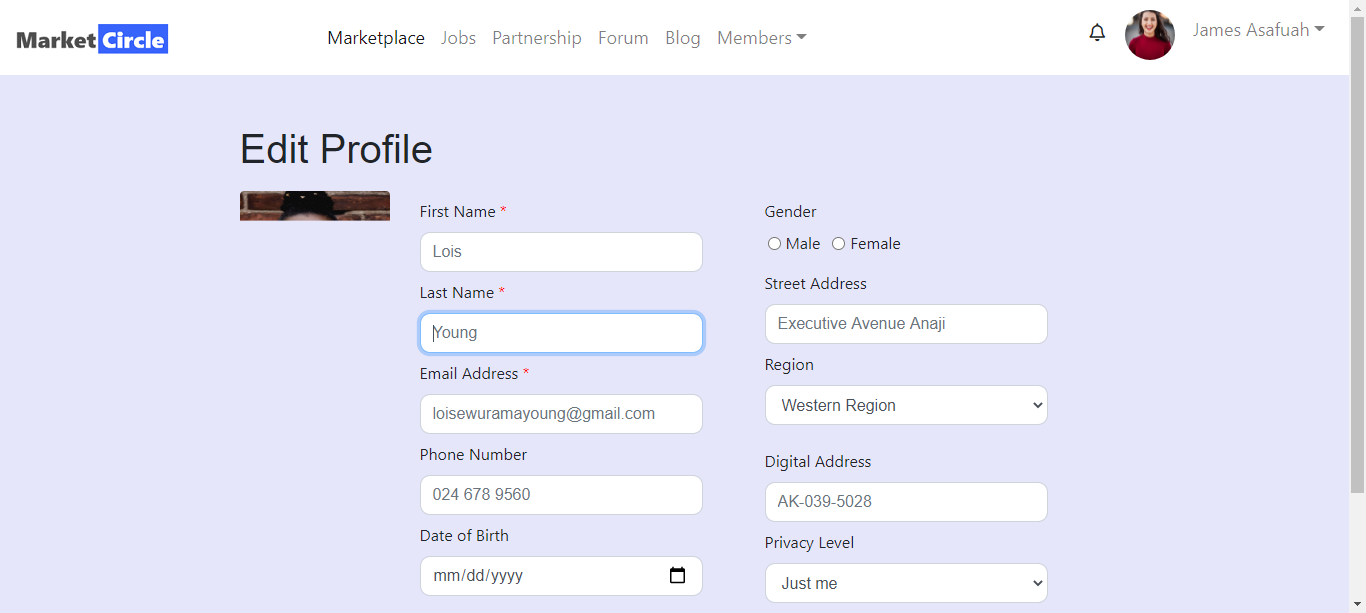 Market Circle
Marketplace Jobs Partnership Forum Blog Members
James Asafuah
Edit Profile
First Name *
Lois
Last Name *
Young
Email Address *
loisewuramayoung@gmail.com
Phone Number
024 678 9560
Date of Birth
mm/dd/yyyy
Gender
Male Female
Street Address
Executive Avenue Anaji
Region
Western Region
Digital Address
AK-039-5028
Privacy Level
Just me